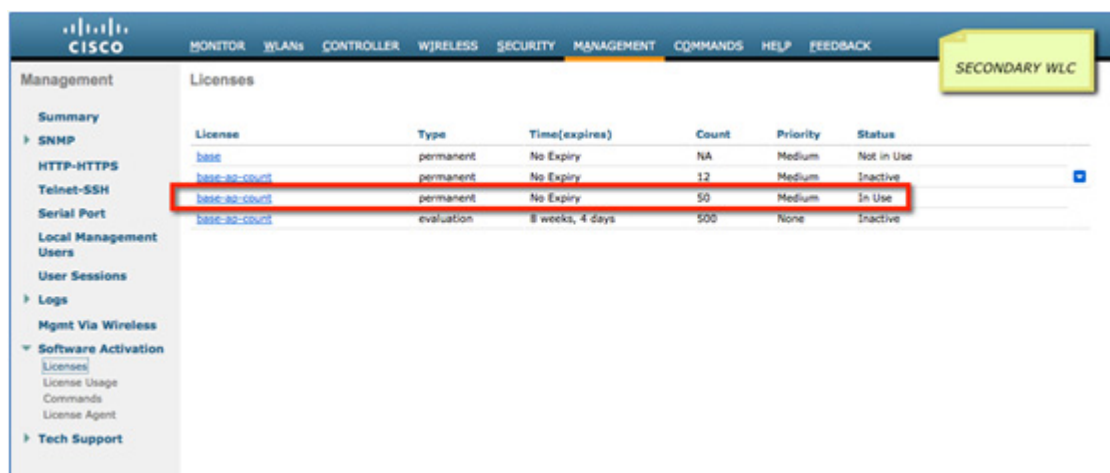 CISCO
MONITOR WLANs CONTROLLER WIRELESS SECURITY MANAGEMENT COMMANDS HELP FEEDBACK
SECONDARY WLC
Management
Summary
SNMP
HTTP-HTTPS
Telnet-SSH
Serial Port
Local Management
Users
User Sessions
Logs
Mgmt Via Wireless
Software Activation
Licenses
License Usage
Commands
License Agent
Tech Support
Licenses
License Type Time(expires) Count Priority Status
base permanent No Expiry NA Medium Not in Use
base-ap-count permanent No Expiry 12 Medium Inactive
base-ap-count permanent No Expiry 50 Medium In Use
base-ap-count evaluation 8 weeks, 4 days 500 None Inactive